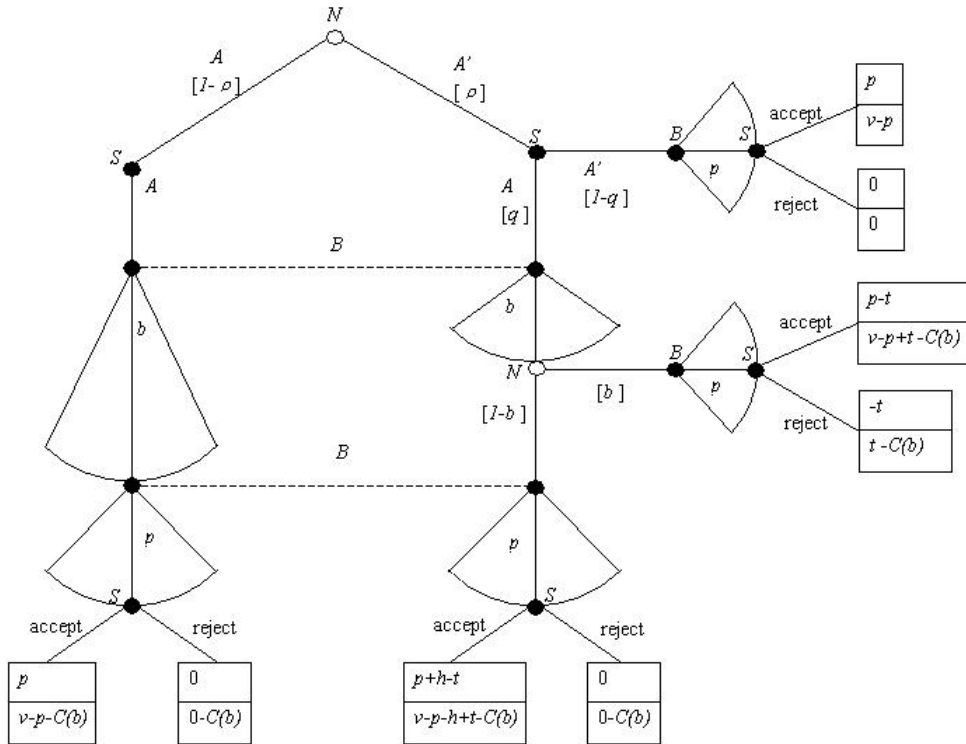 N
A
[1-ρ]
A'
[ρ]
S
A
S
A
[q]
A'
[1-q]
B
p
S
accept
reject
p
v-p
0
0
B
b
b
N
[1-b]
[b]
B
p
S
accept
reject
p-t
v-p+t-C(b)
-t
t-C(b)
B
p
S
accept
reject
p
S
accept
reject
p
v-p-C(b)
0
0-C(b)
p+h-t
v-p-h+t-C(b)
0
0-C(b)